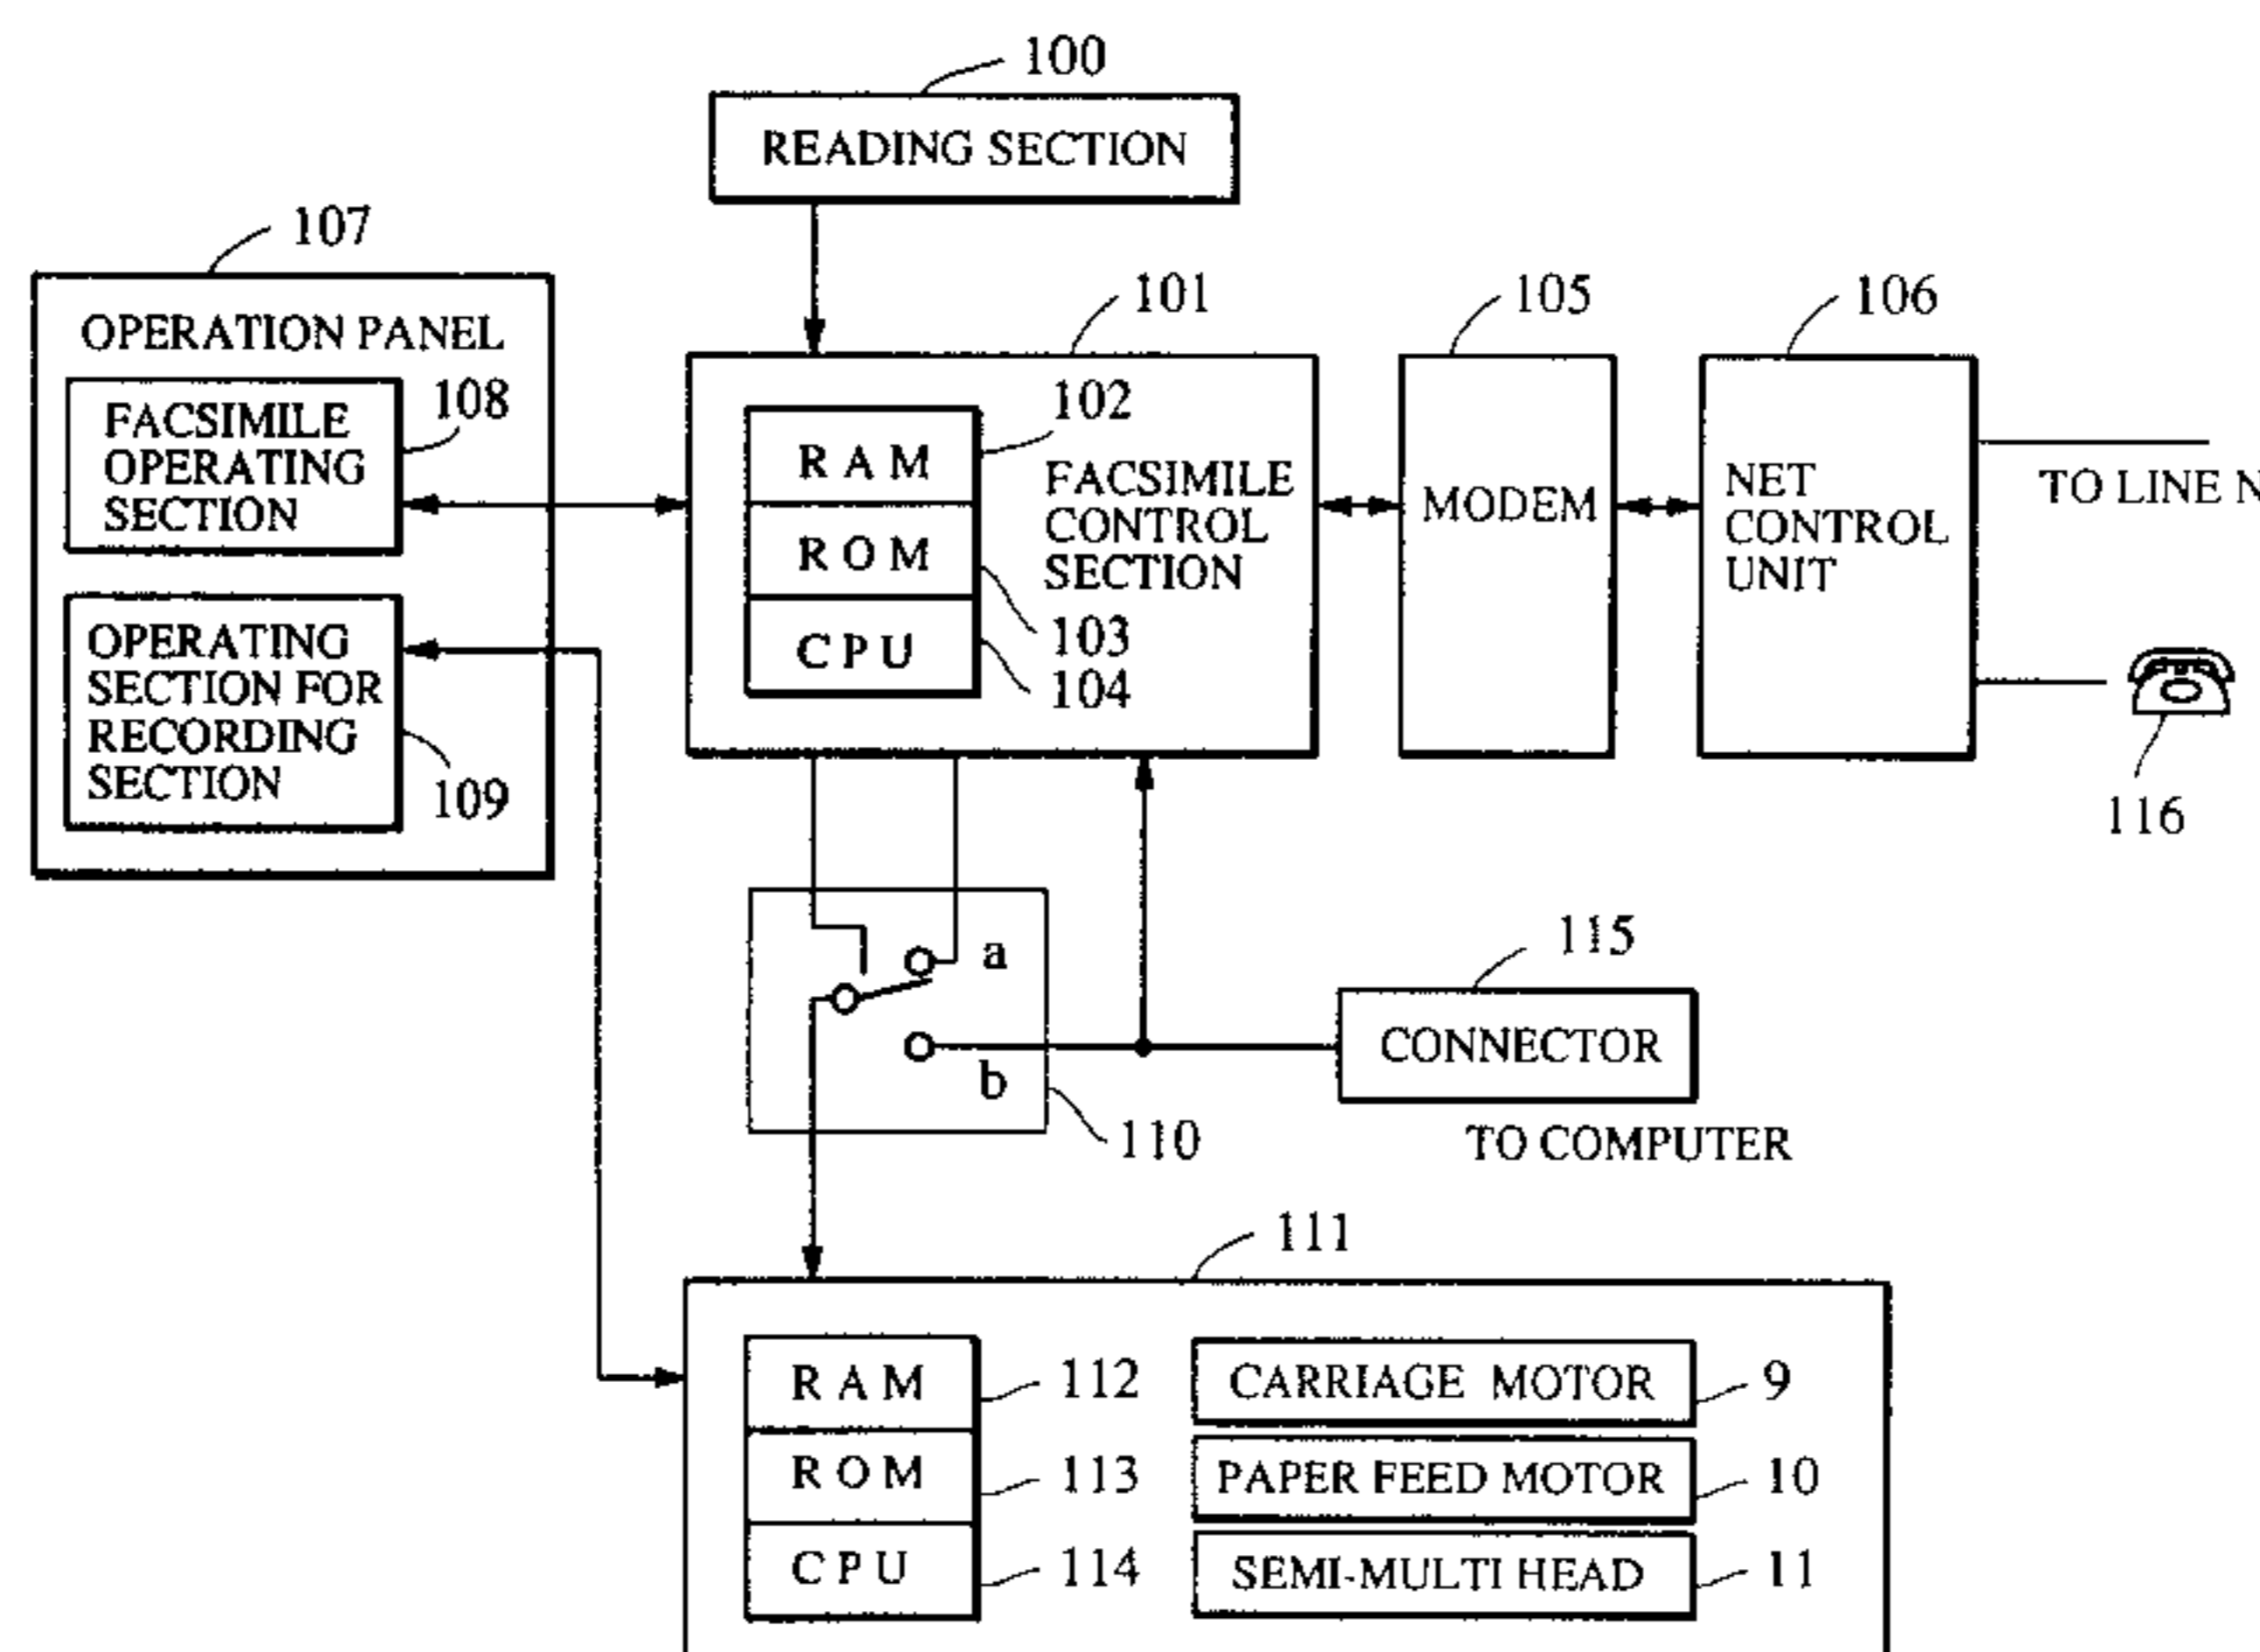 100
READING SECTION
107
OPERATION PANEL
FACSIMILE
OPERATING
SECTION
108
OPERATING
SECTION FOR
RECORDING
SECTION
109
101
RAM
ROM
CPU
102
103
104
FACSIMILE
CONTROL
SECTION
105
MODEM
106
NET
CONTROL
UNIT
TO LINE N
116
a
b
110
115
CONNECTOR
TO COMPUTER
111
RAM
112
ROM
113
CPU
114
CARRIAGE MOTOR
9
PAPER FEED MOTOR
10
SEMI-MULTI HEAD
11